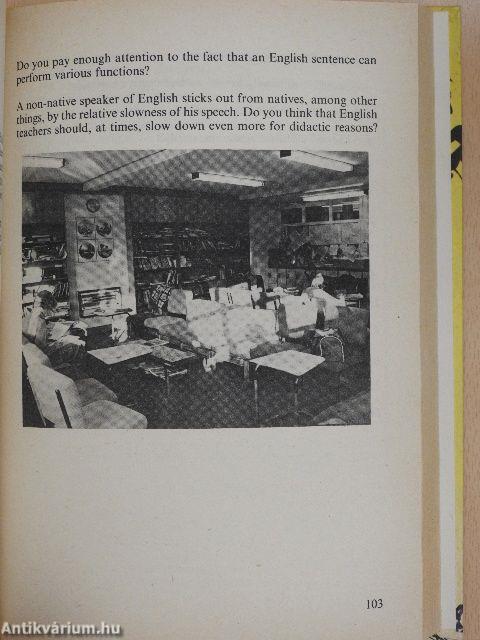 Do you pay enough attention to the fact that an English sentence can
perform various functions?
A non-native speaker of English sticks out from natives, among other
things, by the relative slowness of his speech. Do you think that English
teachers should, at times, slow down even more for didactic reasons?
103
Antikvárium.hu